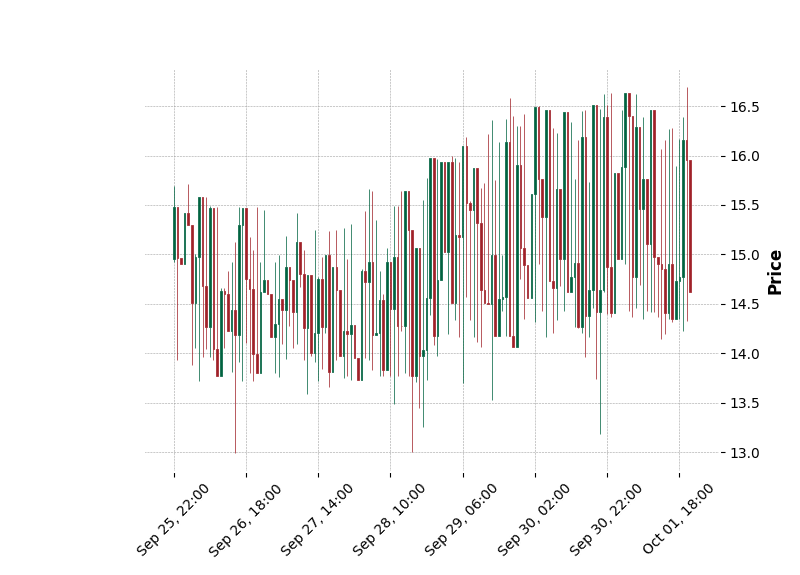 16.5
16.0
15.5
15.0
14.5
14.0
13.5
13.0
Price
Sep 25, 22:00
Sep 26, 18:00
Sep 27, 14:00
Sep 28, 10:00
Sep 29, 06:00
Sep 30, 02:00
Sep 30, 22:00
Oct 01, 18:00